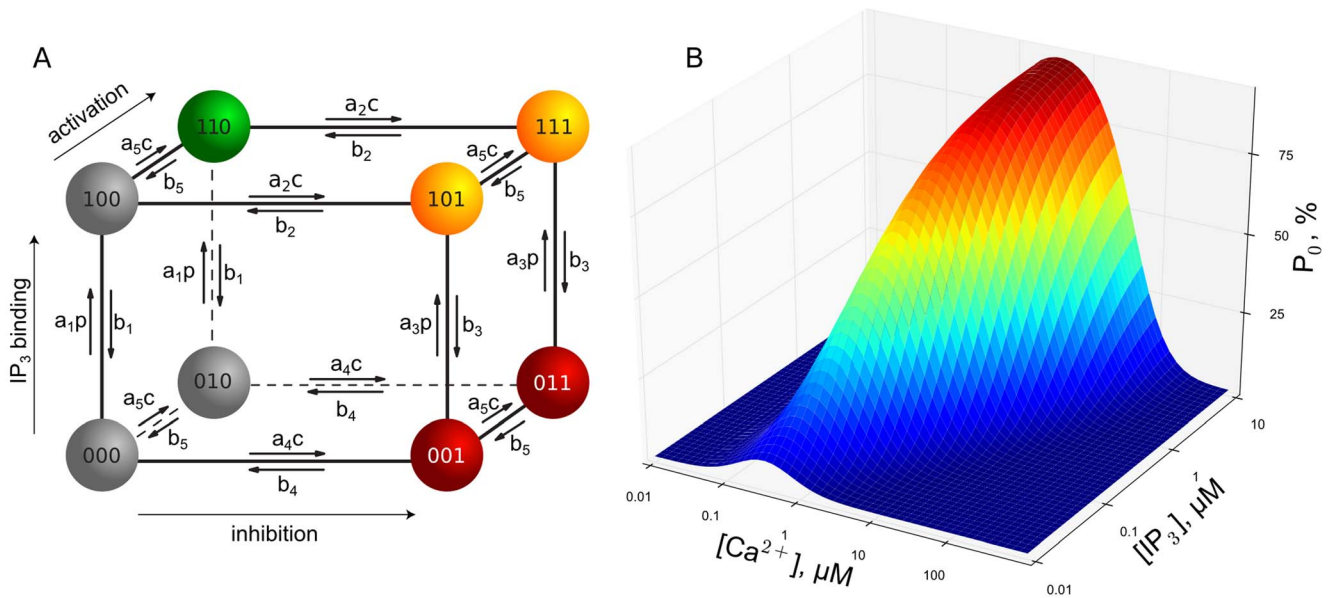 A
activation
IP₃ binding
110
a₂c
b₂
111
a₅c
b₅
a₅c
b₅
100
a₂c
b₂
101
a₁p
b₁
a₃p
b₃
a₁p
b₁
a₃p
b₃
010
a₄c
b₄
011
a₅c
b₅
a₅c
b₅
000
a₄c
b₄
001
inhibition
B
75
50
25
P₀, %
0.01
0.1
1
10
100
[Ca²⁺], μM
0.01
0.1
1
10
[IP₃], μM